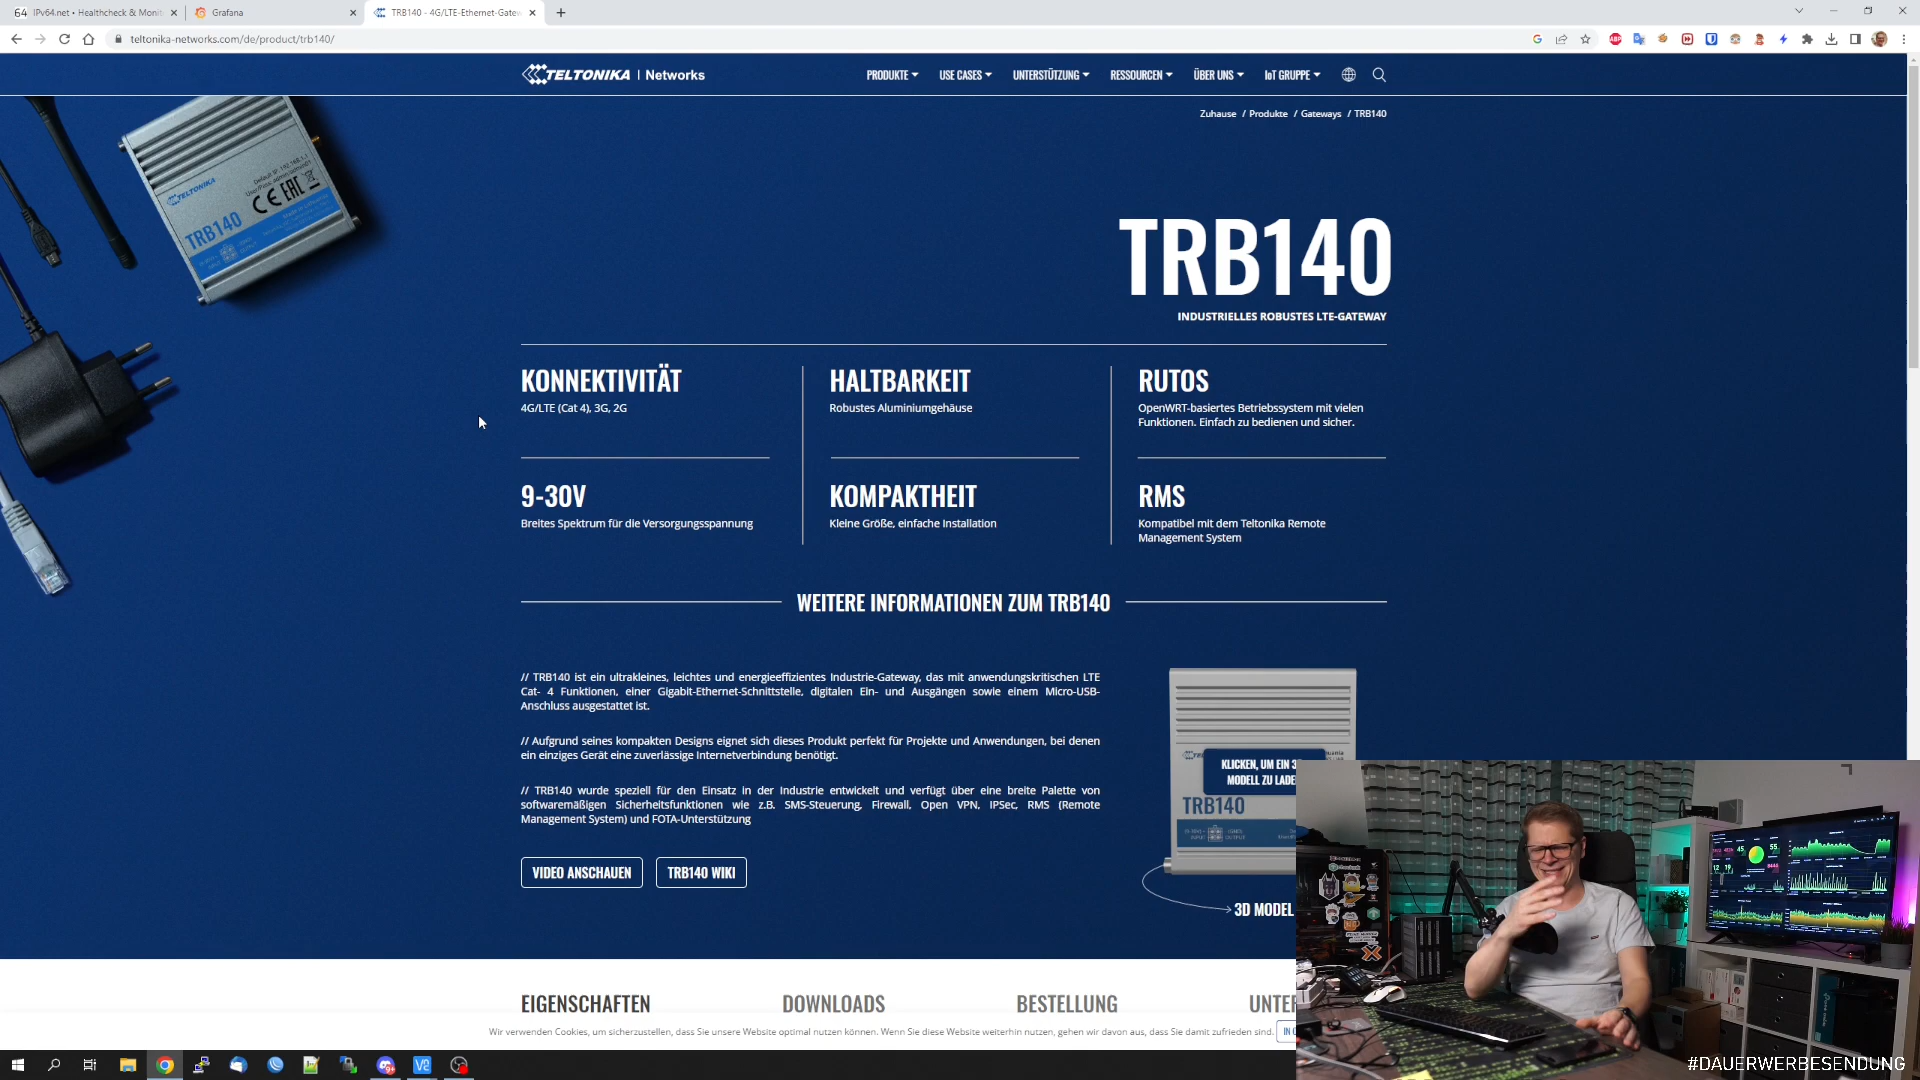 64 IPv64.net • Healthcheck & Monit
Grafana
TRB140 - 4G/LTE-Ethernet-Gatew
teltonika-networks.com/de/product/trb140/
TELTONIKA | Networks
PRODUKTE
USE CASES
UNTERSTÜTZUNG
RESSOURCEN
ÜBER UNS
IoT GRUPPE
Zuhause / Produkte / Gateways / TRB140
TELTONIKA
TRB140
TRB140
INDUSTRIELLES ROBUSTES LTE-GATEWAY
KONNEKTIVITÄT
4G/LTE (Cat 4), 3G, 2G
HALTBARKEIT
Robustes Aluminiumgehäuse
RUTOS
OpenWRT-basiertes Betriebssystem mit vielen
Funktionen. Einfach zu bedienen und sicher.
9-30V
Breites Spektrum für die Versorgungsspannung
KOMPAKTHEIT
Kleine Größe, einfache Installation
RMS
Kompatibel mit dem Teltonika Remote
Management System
WEITERE INFORMATIONEN ZUM TRB140
// TRB140 ist ein ultrakleines, leichtes und energieeffizientes Industrie-Gateway, das mit anwendungskritischen LTE
Cat- 4 Funktionen, einer Gigabit-Ethernet-Schnittstelle, digitalen Ein- und Ausgängen sowie einem Micro-USB-
Anschluss ausgestattet ist.
// Aufgrund seines kompakten Designs eignet sich dieses Produkt perfekt für Projekte und Anwendungen, bei denen
ein einziges Gerät eine zuverlässige Internetverbindung benötigt.
// TRB140 wurde speziell für den Einsatz in der Industrie entwickelt und verfügt über eine breite Palette von
softwaremäßigen Sicherheitsfunktionen wie z.B. SMS-Steuerung, Firewall, Open VPN, IPSec, RMS (Remote
Management System) und FOTA-Unterstützung
VIDEO ANSCHAUEN
TRB140 WIKI
KLICKEN, UM EIN 3
MODELL ZU LADE
TRB140
3D MODEL
EIGENSCHAFTEN
DOWNLOADS
BESTELLUNG
UNTER
Wir verwenden Cookies, um sicherzustellen, dass Sie unsere Website optimal nutzen können. Wenn Sie diese Website weiterhin nutzen, gehen wir davon aus, dass Sie damit zufrieden sind.
#DAUERWERBESENDUNG